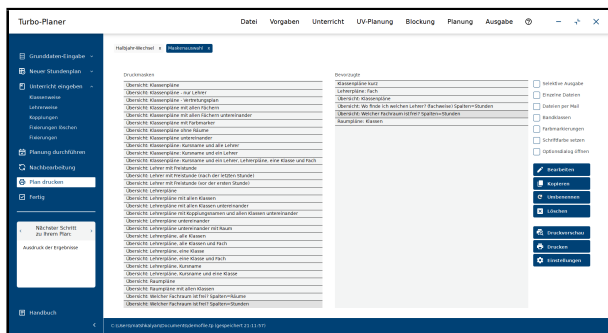 Turbo-Planer
Datei Vorgaben Unterricht UV-Planung Blockung Planung Ausgabe
Halbjahr-Wechsel x Maskenauswahl x
Grunddaten-Eingabe
Neuer Stundenplan
Unterricht eingeben
Klassenweise
Lehrerweise
Kopplungen
Fixierungen löschen
Fixierungen
Planung durchführen
Nachbearbeitung
Plan drucken
Fertig
Nächster Schritt
zu Ihrem Plan:
Ausdruck der Ergebnisse
Handbuch
Druckmasken
Übersicht: Klassenpläne
Übersicht: Klassenpläne - nur Lehrer
Übersicht: Klassenpläne - Vertretungsplan
Übersicht: Klassenpläne mit allen Fächern
Übersicht: Klassenpläne mit allen Fächern untereinander
Übersicht: Klassenpläne mit Farbmarker
Übersicht: Klassenpläne ohne Räume
Übersicht: Klassenpläne untereinander
Übersicht: Klassenpläne: Kursname und alle Lehrer
Übersicht: Klassenpläne: Kursname und ein Lehrer
Übersicht: Klassenpläne: Kursname und ein Lehrer, Lehrerpläne, eine Klasse und Fach
Übersicht: Lehrer mit Freistunde
Übersicht: Lehrer mit Freistunde (nach der letzten Stunde)
Übersicht: Lehrer mit Freistunde (vor der ersten Stunde)
Übersicht: Lehrerpläne
Übersicht: Lehrerpläne mit allen Klassen
Übersicht: Lehrerpläne mit allen Klassen untereinander
Übersicht: Lehrerpläne mit Kopplungsnamen und allen Klassen untereinander
Übersicht: Lehrerpläne untereinander
Übersicht: Lehrerpläne untereinander mit Raum
Übersicht: Lehrerpläne, alle Klassen
Übersicht: Lehrerpläne, alle Klassen und Fach
Übersicht: Lehrerpläne, eine Klasse
Übersicht: Lehrerpläne, eine Klasse und Fach
Übersicht: Lehrerpläne, Kursname
Übersicht: Lehrerpläne, Kursname und eine Klasse
Übersicht: Raumpläne
Übersicht: Raumpläne mit allen Klassen
Übersicht: Welcher Fachraum ist frei? Spalten=Räume
Übersicht: Welcher Fachraum ist frei? Spalten=Stunden
Bevorzugte
Klassenpläne kurz
Lehrerpläne: Fach
Übersicht: Klassenpläne
Übersicht: Wo finde ich welchen Lehrer? (fachweise) Spalten=Stunden
Übersicht: Welcher Fachraum ist frei? Spalten=Stunden
Raumpläne: Klassen
Selektive Ausgabe
Einzelne Dateien
Dateien per Mail
Bandklassen
Farbmarkierungen
Schriftfarbe setzen
Optionsdialog öffnen
Bearbeiten
Kopieren
Umbenennen
Löschen
Druckvorschau
Drucken
Einstellungen